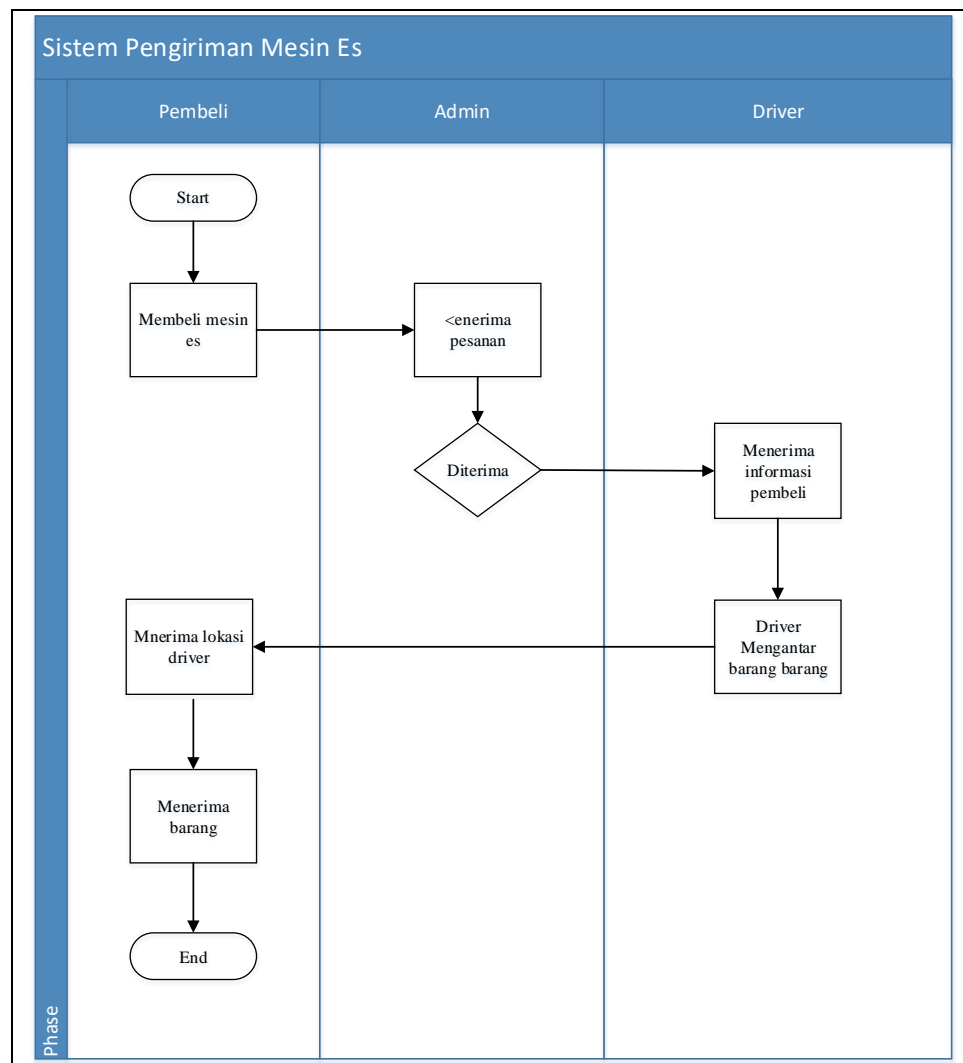 Sistem Pengiriman Mesin Es
Pembeli
Admin
Driver
Start
Membeli mesin
es
<enerima
pesanan
Diterima
Menerima
informasi
pembeli
Mnerima lokasi
driver
Driver
Mengantar
barang barang
Menerima
barang
End
Phase